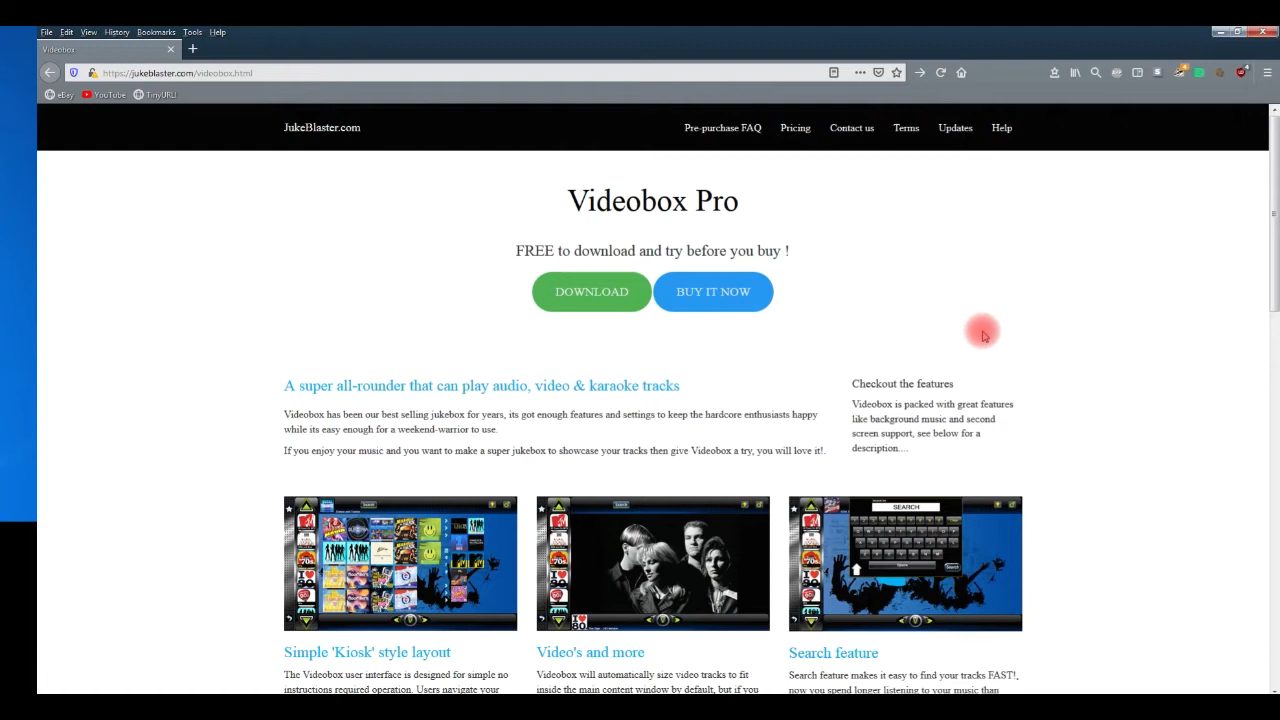 File Edit View History Bookmarks Tools Help
Videobox
https://jukeblaster.com/videobox.html
eBay YouTube TinyURL!
JukeBlaster.com Pre-purchase FAQ Pricing Contact us Terms Updates Help
Videobox Pro
FREE to download and try before you buy !
DOWNLOAD BUY IT NOW
A super all-rounder that can play audio, video & karaoke tracks
Videobox has been our best selling jukebox for years, its got enough features and settings to keep the hardcore enthusiasts happy
while its easy enough for a weekend-warrior to use.
If you enjoy your music and you want to make a super jukebox to showcase your tracks then give Videobox a try, you will love it!.
Checkout the features
Videobox is packed with great features
like background music and second
screen support, see below for a
description....
Search
Search
SEARCH
Space
Search
Simple 'Kiosk' style layout
The Videobox user interface is designed for simple no
instructions required operation. Users navigate your
Video's and more
Videobox will automatically size video tracks to fit
inside the main content window by default, but if you
Search feature
Search feature makes it easy to find your tracks FAST!,
now you spend longer listening to your music than